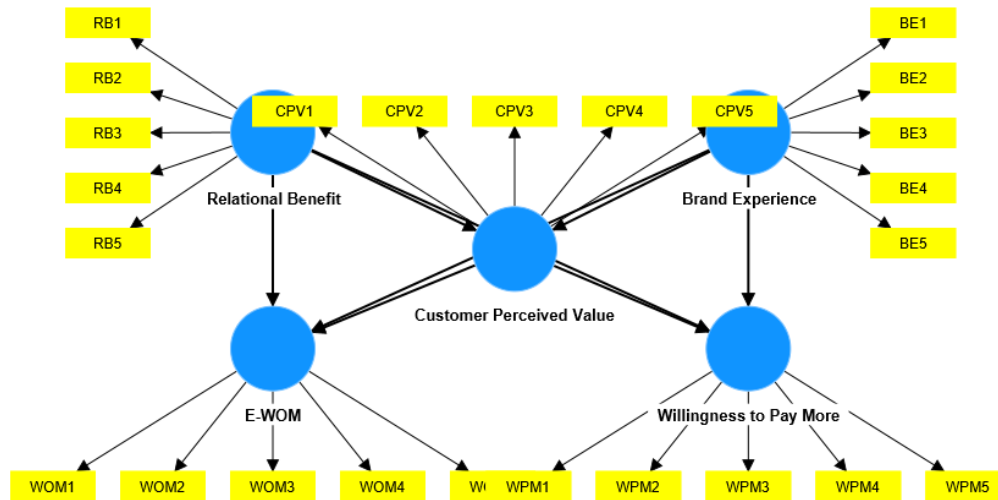 RB1
BE1
RB2
CPV1
CPV2
CPV3
CPV4
CPV5
BE2
RB3
BE3
RB4
BE4
Relational Benefit
Brand Experience
RB5
BE5
Customer Perceived Value
E-WOM
Willingness to Pay More
WOM1
WOM2
WOM3
WOM4
WPM1
WPM2
WPM3
WPM4
WPM5